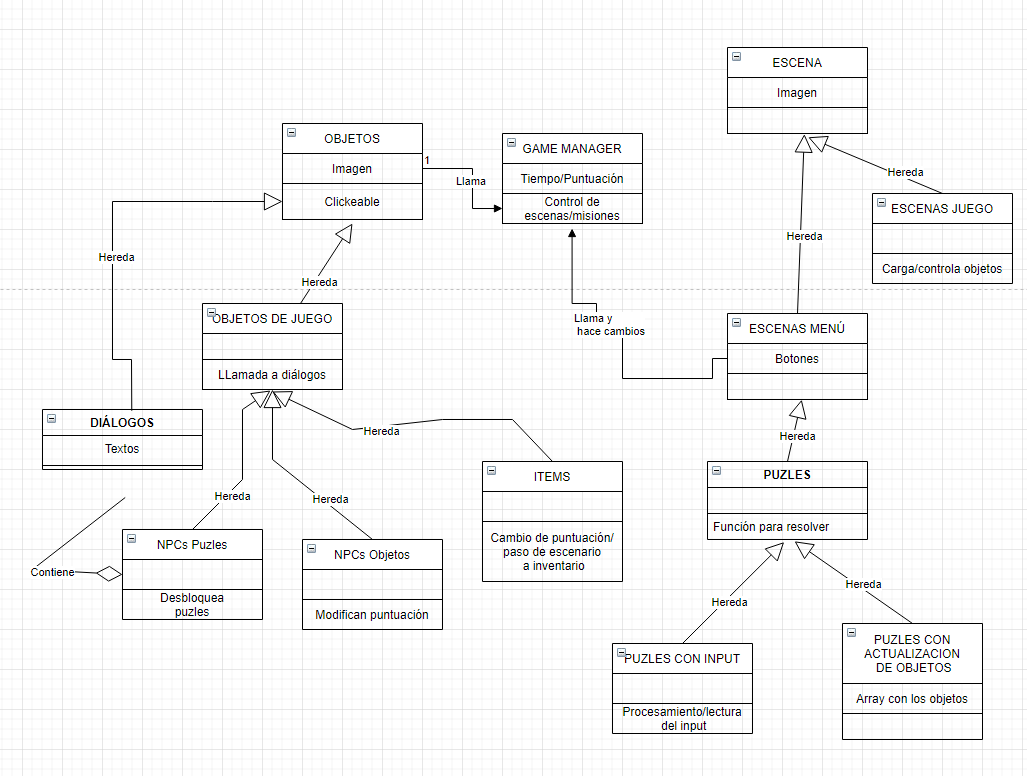 ESCENA
Imagen
OBJETOS
Imagen
Clickeable
1
Llama
GAME MANAGER
Tiempo/Puntuación
Control de
escenas/misiones
Hereda
ESCENAS JUEGO
Carga/controla objetos
Hereda
Hereda
Hereda
OBJETOS DE JUEGO
LLamada a diálogos
Llama y
hace cambios
ESCENAS MENÚ
Botones
DIÁLOGOS
Textos
Hereda
Hereda
PUZLES
Función para resolver
ITEMS
Cambio de puntuación/
paso de escenario
a inventario
Hereda
Hereda
NPCs Puzles
Desbloquea
puzles
Contiene
NPCs Objetos
Modifican puntuación
Hereda
Hereda
PUZLES CON INPUT
Procesamiento/lectura
del input
PUZLES CON
ACTUALIZACION
DE OBJETOS
Array con los objetos